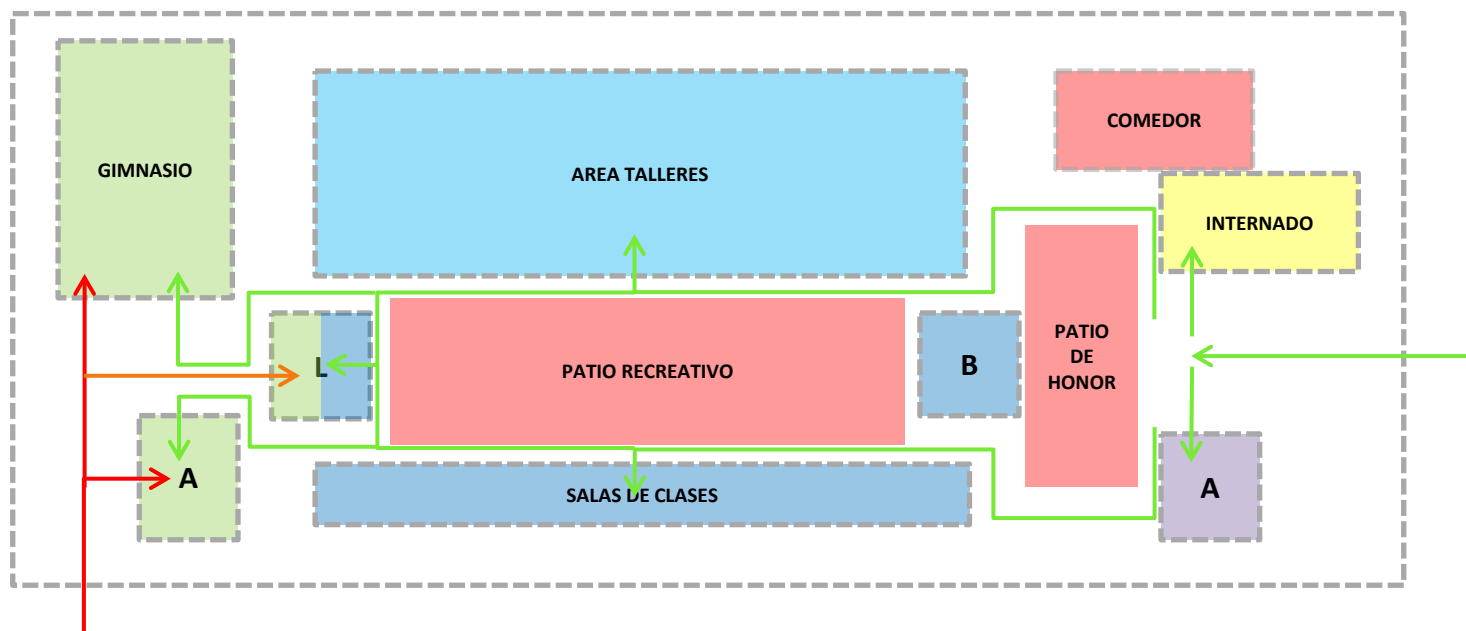 COMEDOR
GIMNASIO
AREA TALLERES
INTERNADO
PATIO
DE
HONOR
L
PATIO RECREATIVO
B
A
SALAS DE CLASES
A